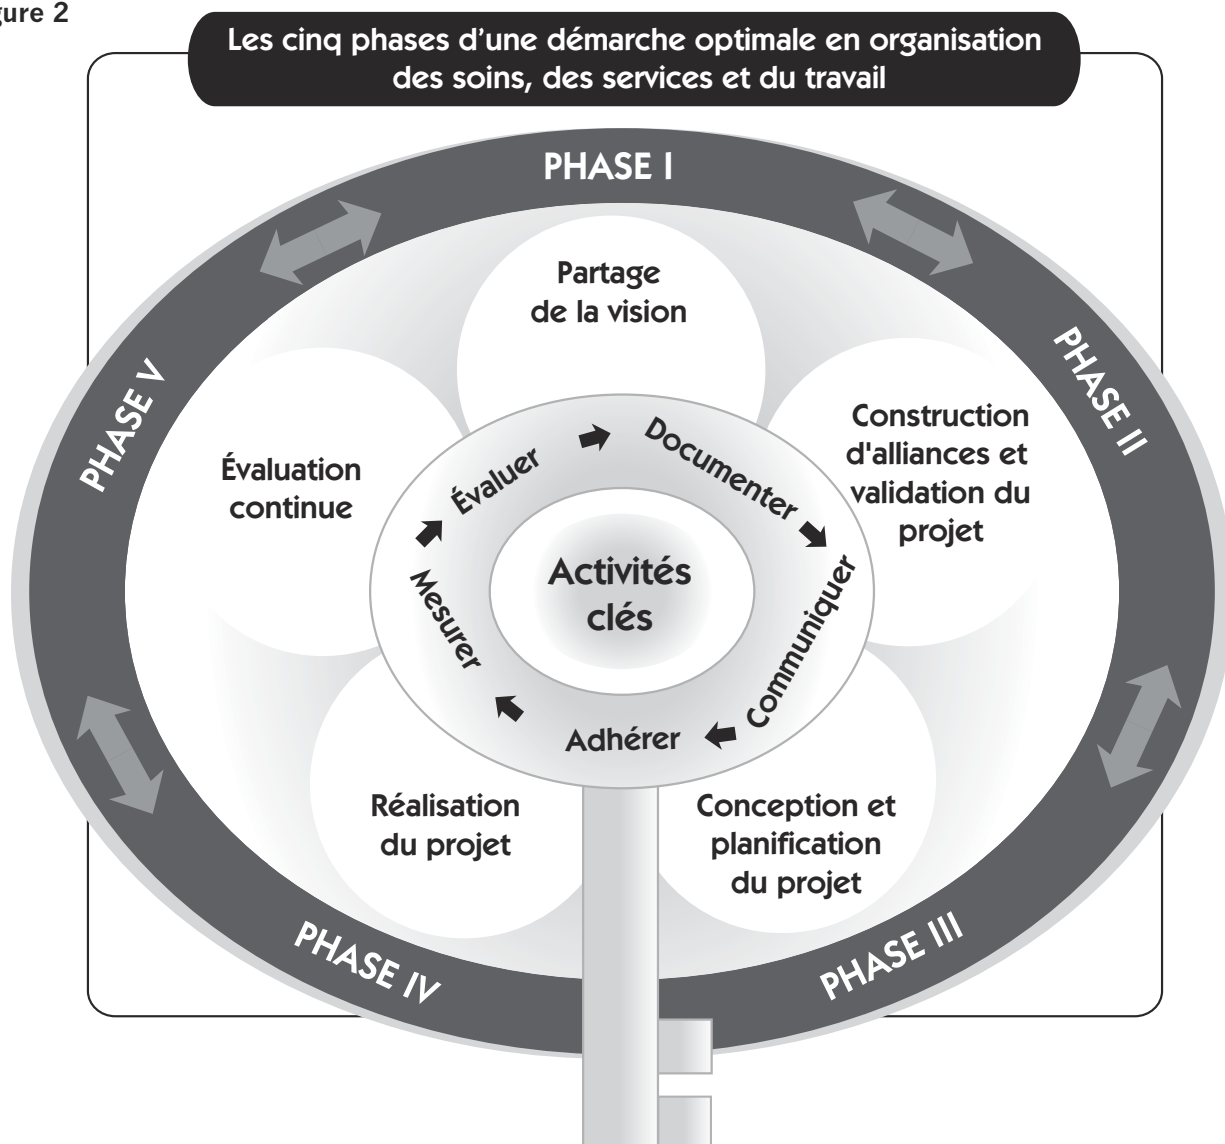 gure 2
Les cinq phases d'une démarche optimale en organisation
des soins, des services et du travail
PHASE I
Partage
de la vision
PHASE II
Construction
d'alliances et
validation du
projet
PHASE III
Conception et
planification
du projet
PHASE IV
Réalisation
du projet
PHASE V
Évaluation
continue
Activités
clés
Documenter
Communiquer
Adhérer
Mesurer
Évaluer